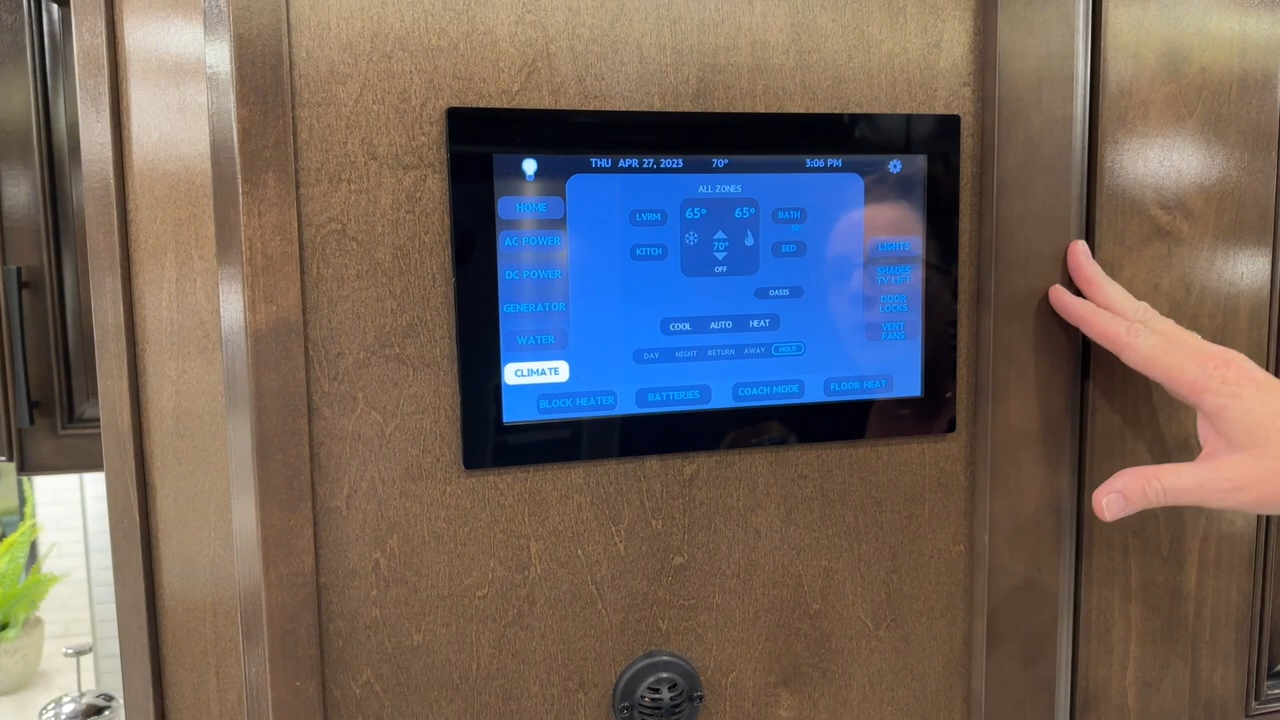 THU APR 27, 2023 70° 3:06 PM
ALL ZONES
HOME
AC POWER
DC POWER
GENERATOR
WATER
CLIMATE
LVRM
KITCH
65° 65°
70°
OFF
BATH
BED
OASIS
COOL AUTO HEAT
DAY NIGHT RETURN AWAY HOLD
LIGHTS
SHADES
TV LIFT
DOOR
LOCKS
VENT
FANS
BLOCK HEATER BATTERIES COACH MODE FLOOR HEAT